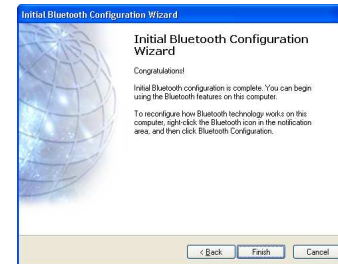 Initial Bluetooth Configuration Wizard
Initial Bluetooth Configuration
Wizard
Congratulations!
Initial Bluetooth configuration is complete. You can begin
using the Bluetooth features on this computer.
To reconfigure how Bluetooth technology works on this
computer, right-click the Bluetooth icon in the notification
area, and then click Bluetooth Configuration.
< Back Finish Cancel